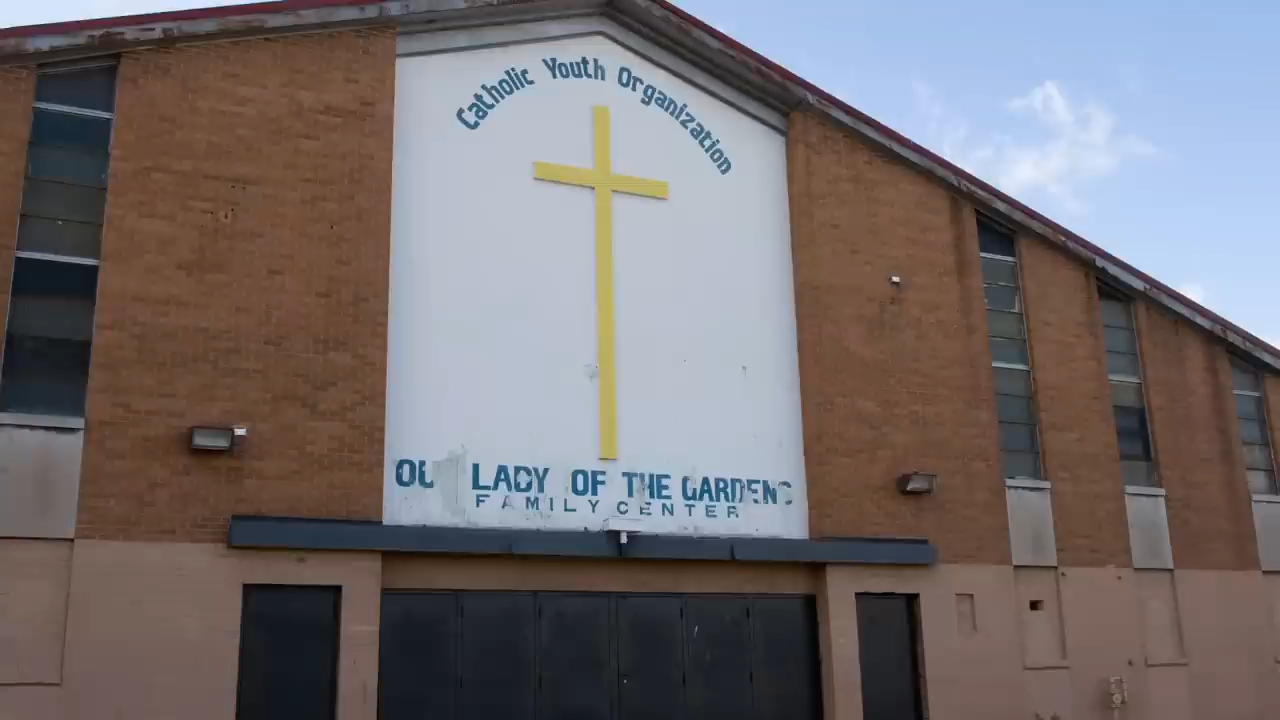 Catholic Youth Organization
OU LADY OF THE GARDENS
FAMILY CENTER